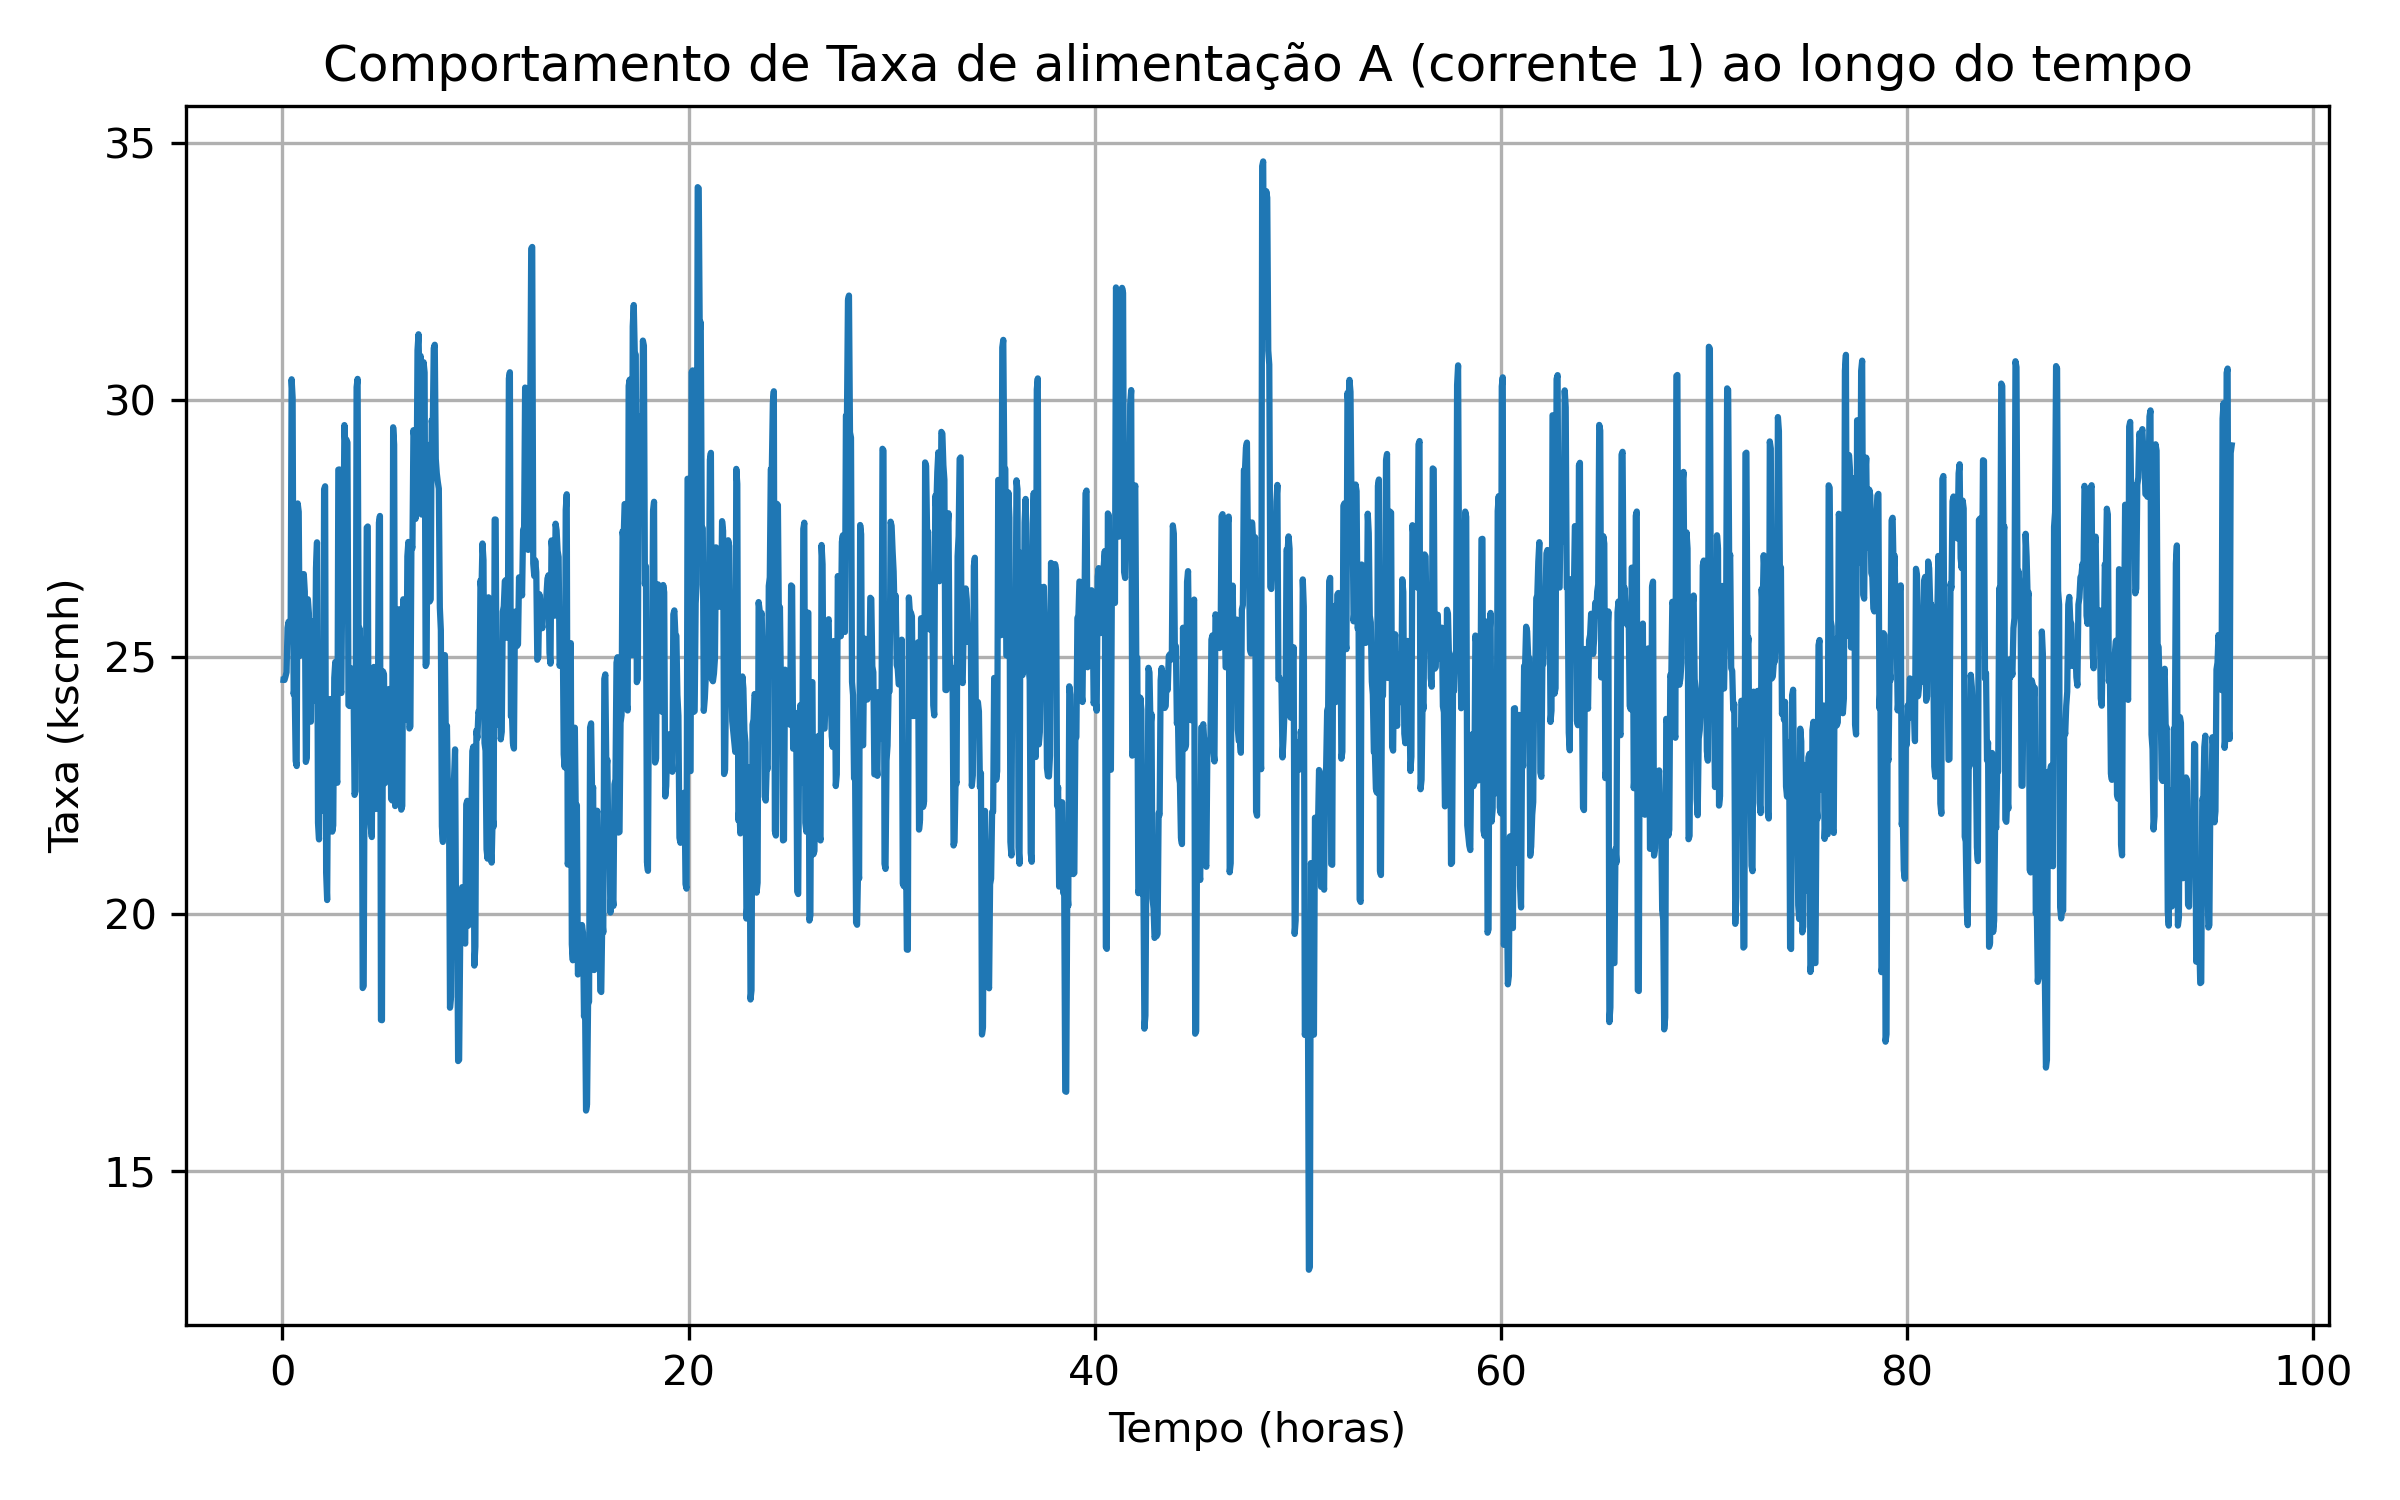 Comportamento de Taxa de alimentação A (corrente 1) ao longo do tempo
35
30
25
20
15
Taxa (kscmh)
0 20 40 60 80 100
Tempo (horas)